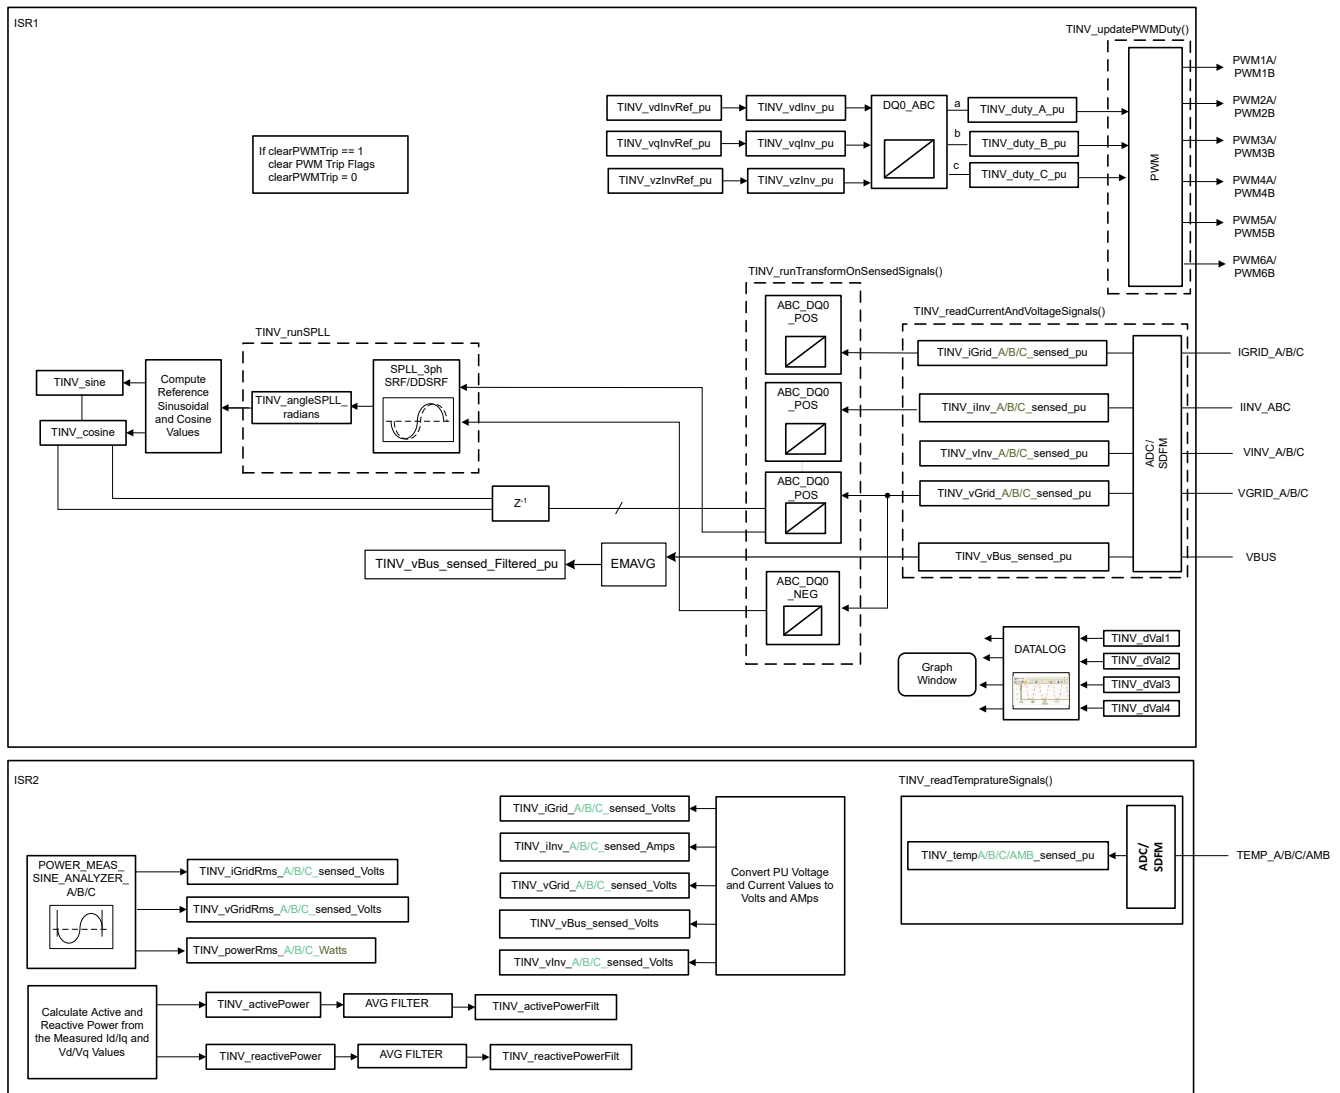 ISR1
TINV_updatePWMDuty()
PWM1A/
PWM1B
PWM2A/
PWM2B
PWM3A/
PWM3B
PWM4A/
PWM4B
PWM5A/
PWM5B
PWM6A/
PWM6B
PWM
TINV_vdInvRef_pu
TINV_vdInv_pu
DQ0_ABC
a
TINV_duty_A_pu
TINV_vqInvRef_pu
TINV_vqInv_pu
b
TINV_duty_B_pu
TINV_vzInvRef_pu
TINV_vzInv_pu
c
TINV_duty_C_pu
If clearPWMTrip == 1
clear PWM Trip Flags
clearPWMTrip = 0
TINV_runTransformOnSensedSignals()
ABC_DQ0
_POS
ABC_DQ0
_POS
ABC_DQ0
_POS
ABC_DQ0
_NEG
TINV_readCurrentAndVoltageSignals()
TINV_iGrid_A/B/C_sensed_pu
TINV_iInv_A/B/C_sensed_pu
TINV_vInv_A/B/C_sensed_pu
TINV_vGrid_A/B/C_sensed_pu
TINV_vBus_sensed_pu
ADC/
SDFM
IGRID_A/B/C
IINV_ABC
VINV_A/B/C
VGRID_A/B/C
VBUS
TINV_runSPLL
SPLL_3ph
SRF/DDSRF
TINV_angleSPLL_
radians
Compute
Reference
Sinusoidal
and Cosine
Values
TINV_sine
TINV_cosine
Z-1
EMAVG
TINV_vBus_sensed_Filtered_pu
Graph
Window
DATALOG
TINV_dVal1
TINV_dVal2
TINV_dVal3
TINV_dVal4
ISR2
POWER_MEAS_
SINE_ANALYZER_
A/B/C
TINV_iGridRms_A/B/C_sensed_Volts
TINV_vGridRms_A/B/C_sensed_Volts
TINV_powerRms_A/B/C_Watts
Calculate Active and
Reactive Power from
the Measured Id/Iq and
Vd/Vq Values
TINV_activePower
AVG FILTER
TINV_activePowerFilt
TINV_reactivePower
AVG FILTER
TINV_reactivePowerFilt
TINV_iGrid_A/B/C_sensed_Volts
TINV_iInv_A/B/C_sensed_Amps
TINV_vGrid_A/B/C_sensed_Volts
TINV_vBus_sensed_Volts
TINV_vInv_A/B/C_sensed_Volts
Convert PU Voltage
and Current Values to
Volts and AMps
TINV_readTempratureSignals()
TINV_tempA/B/C/AMB_sensed_pu
ADC/
SDFM
TEMP_A/B/C/AMB